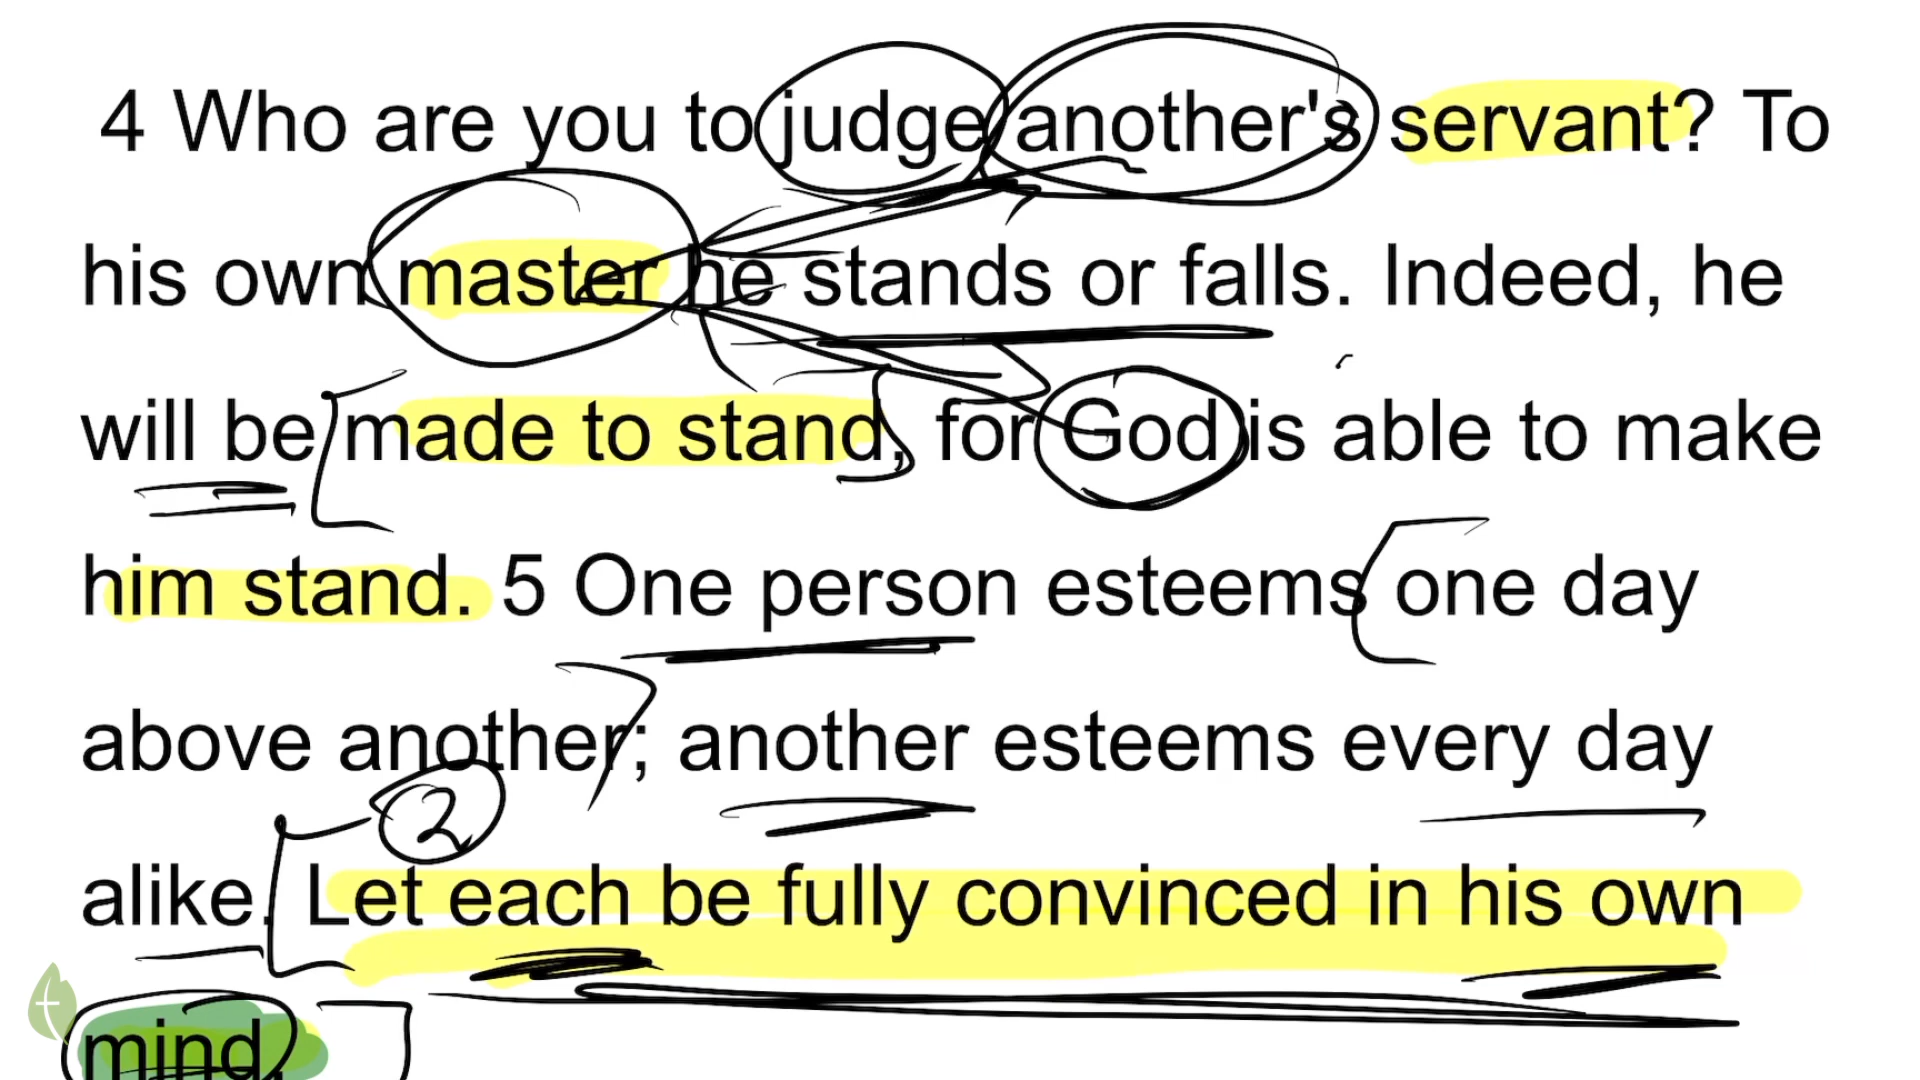 4 Who are you to judge another's servant? To
his own master he stands or falls. Indeed, he
will be made to stand, for God is able to make
him stand. 5 One person esteems one day
above another; another esteems every day
2
alike. Let each be fully convinced in his own
mind.